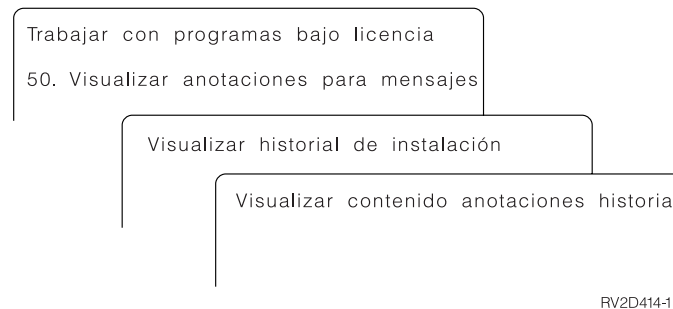 Trabajar con programas bajo licencia
50. Visualizar anotaciones para mensajes
Visualizar historial de instalación
Visualizar contenido anotaciones historia
RV2D414-1